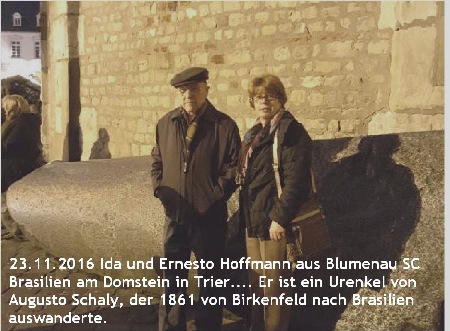 23.11.2016 Ida und Ernesto Hoffmann aus Blumenau SC
Brasilien am Domstein in Trier.... Er ist ein Urenkel von
Augusto Schaly, der 1861 von Birkenfeld nach Brasilien
auswanderte.